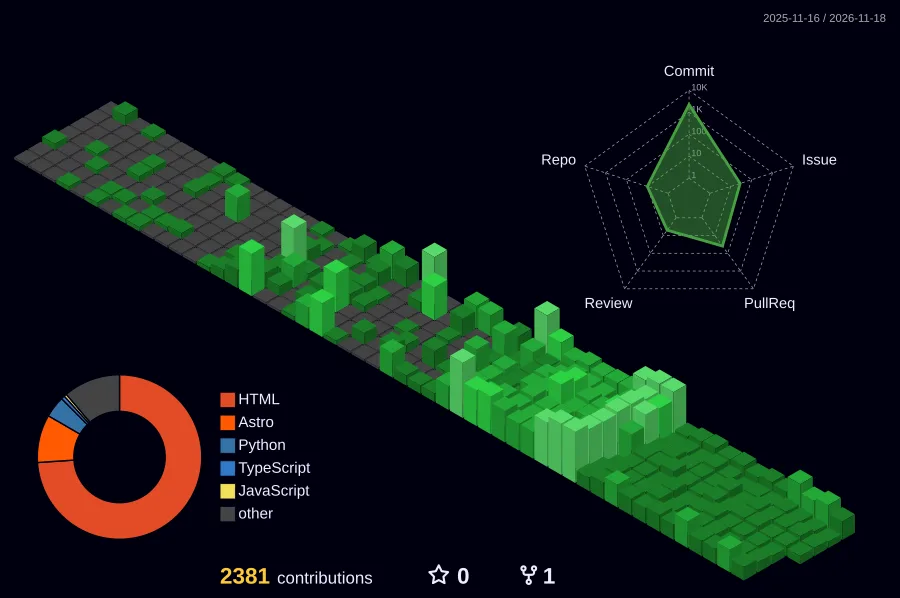 2025-11-16 / 2026-11-18
Commit
10K
1K
100
10
1
Repo
Issue
Review
PullReq
HTML
Astro
Python
TypeScript
JavaScript
other
2381 contributions
0
1